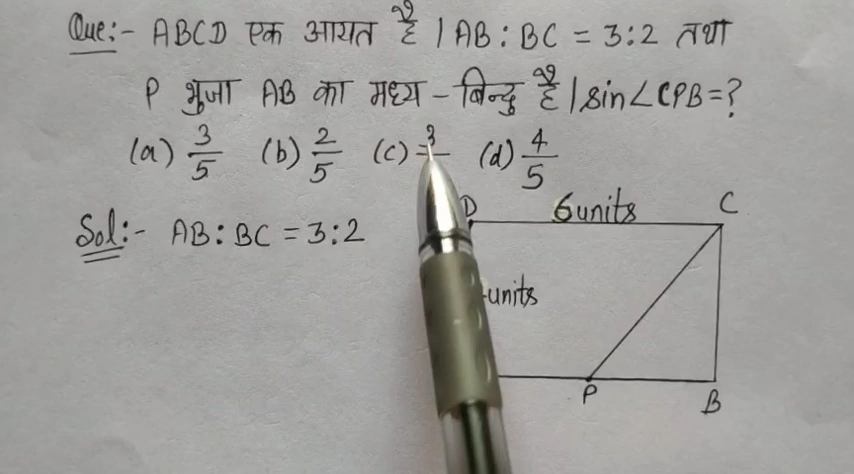 Que:- ABCD एक आयत है । AB : BC = 3:2 तथा
P भुजा AB का मध्य-बिन्दु है । sin∠CPB=?
(a) 3/5 (b) 2/5 (c) 3 (d) 4/5
D 6units C
Sol:- AB : BC = 3:2
units
P B